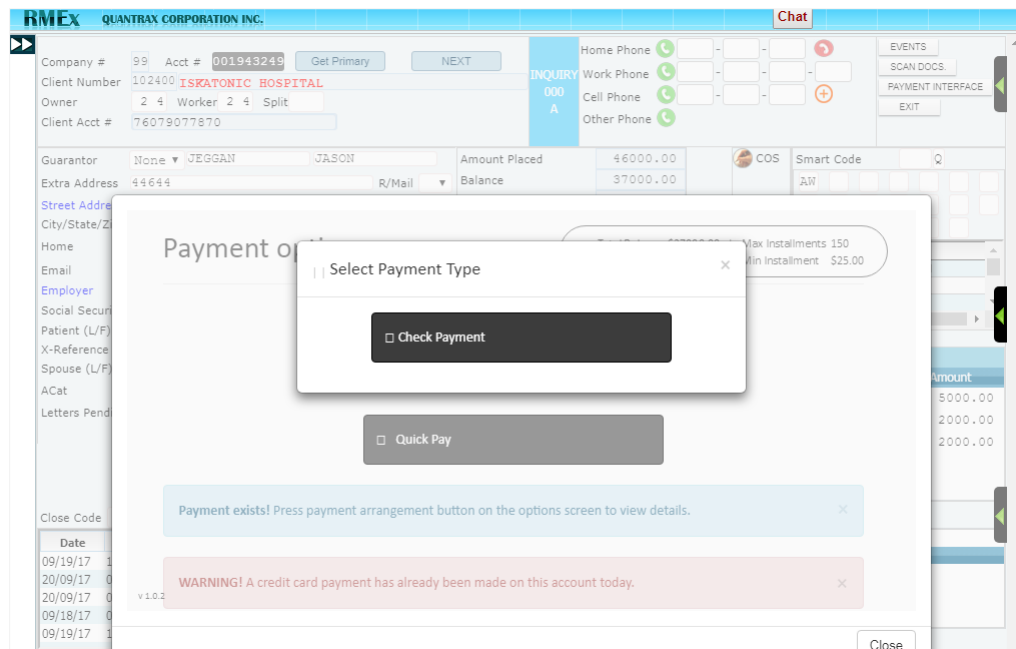 RMEx QUANTRAX CORPORATION INC. Chat
Company # 99 Acct # 001943249 Get Primary NEXT
Client Number 102400 ISKATONIC HOSPITAL
Owner 2 4 Worker 2 4 Split
Client Acct # 76079077870
INQUIRY
000
A
Home Phone - -
Work Phone - - -
Cell Phone - -
Other Phone
EVENTS
SCAN DOCS.
PAYMENT INTERFACE
EXIT
Guarantor None JEGGAN JASON Amount Placed 46000.00 COS Smart Code Q
Extra Address 44644 R/Mail Balance 37000.00 AW
Street Addre
City/State/Z
Home
Email
Employer
Social Securi
Patient (L/F)
X-Reference
Spouse (L/F)
ACat
Letters Pend
Payment o
Max Installments 150
Min Installment $25.00
Select Payment Type ×
Check Payment
Quick Pay
Amount
5000.00
2000.00
2000.00
Payment exists! Press payment arrangement button on the options screen to view details. ×
WARNING! A credit card payment has already been made on this account today. ×
v 1.0.2
Close Code
Date
09/19/17 1
20/09/17 0
20/09/17 0
09/18/17 0
09/19/17 1
Close